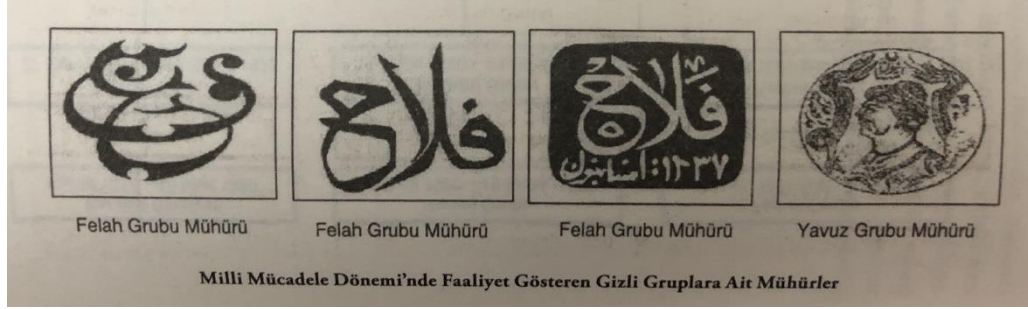 فلاح
فلاح
١٣٣٧: استانبول
Felah Grubu Mühürü
Felah Grubu Mühürü
Felah Grubu Mühürü
Yavuz Grubu Mühürü
Milli Mücadele Dönemi'nde Faaliyet Gösteren Gizli Gruplara Ait Mühürler